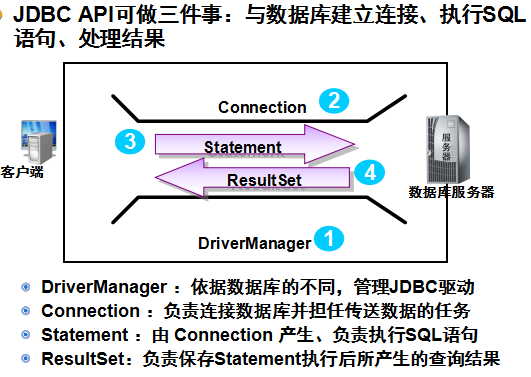 JDBC API可做三件事：与数据库建立连接、执行SQL
语句、处理结果
Connection 2
3 Statement
客户端
服务器
ResultSet 4
数据库服务器
DriverManager 1
DriverManager ：依据数据库的不同，管理JDBC驱动
Connection ：负责连接数据库并担任传送数据的任务
Statement ：由 Connection 产生、负责执行SQL语句
ResultSet：负责保存Statement执行后所产生的查询结果